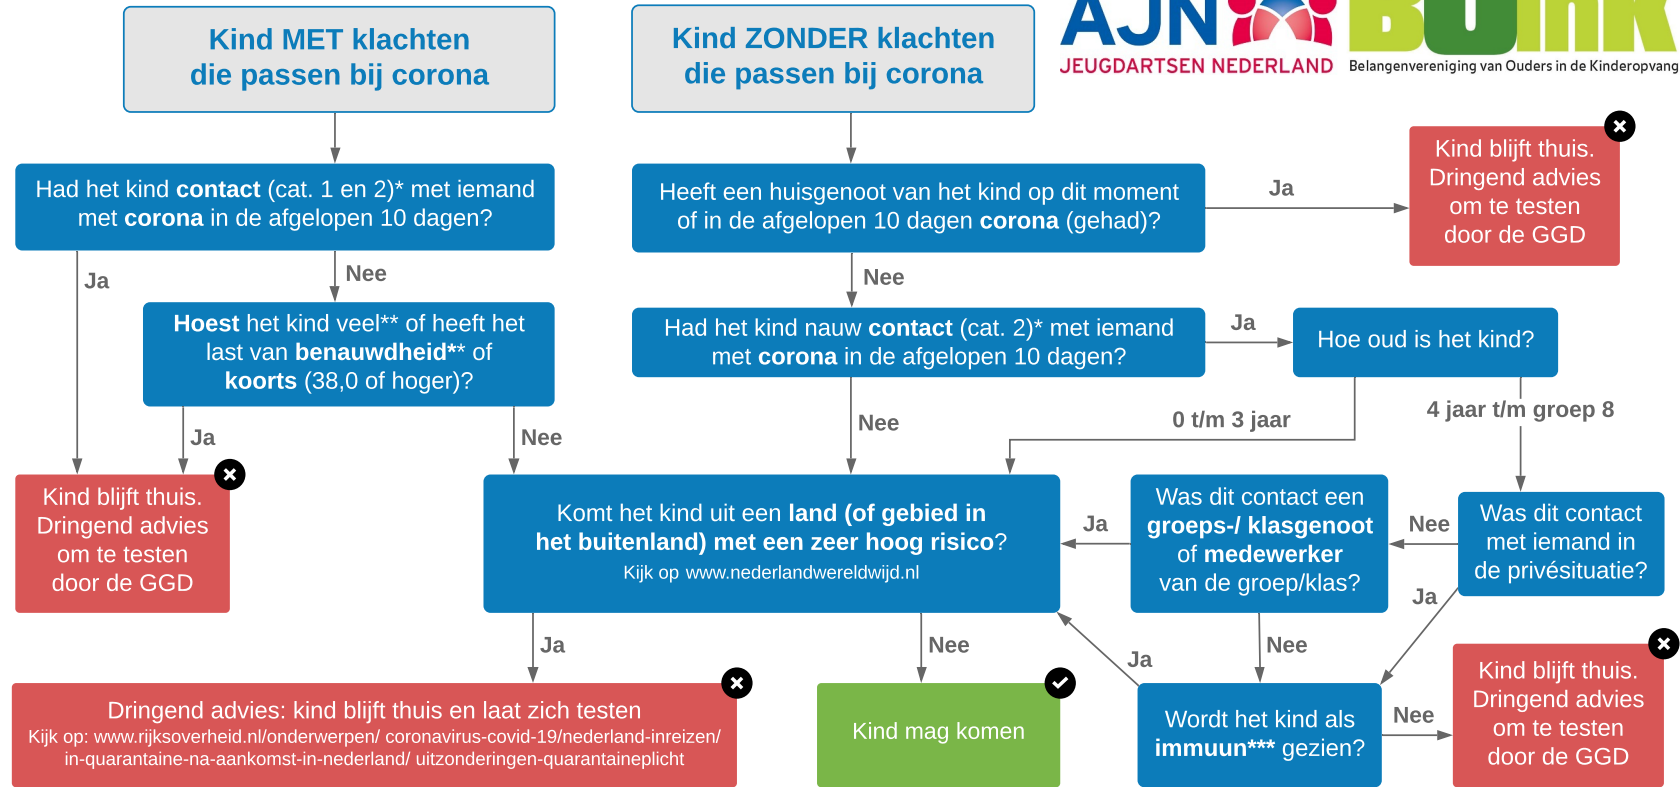 Kind MET klachten
die passen bij corona
Kind ZONDER klachten
die passen bij corona
AJN
JEUGDARTSEN NEDERLAND
BOinK
Belangenvereniging van Ouders in de Kinderopvang
Had het kind contact (cat. 1 en 2)* met iemand
met corona in de afgelopen 10 dagen?
Heeft een huisgenoot van het kind op dit moment
of in de afgelopen 10 dagen corona (gehad)?
Ja
Kind blijft thuis.
Dringend advies
om te testen
door de GGD
Ja
Nee
Nee
Hoest het kind veel** of heeft het
last van benauwdheid** of
koorts (38,0 of hoger)?
Had het kind nauw contact (cat. 2)* met iemand
met corona in de afgelopen 10 dagen?
Ja
Hoe oud is het kind?
Ja
Nee
Nee
0 t/m 3 jaar
4 jaar t/m groep 8
Kind blijft thuis.
Dringend advies
om te testen
door de GGD
Komt het kind uit een land (of gebied in
het buitenland) met een zeer hoog risico?
Kijk op www.nederlandwereldwijd.nl
Ja
Was dit contact een
groeps-/ klasgenoot
of medewerker
van de groep/klas?
Nee
Was dit contact
met iemand in
de privésituatie?
Ja
Ja
Nee
Ja
Nee
Dringend advies: kind blijft thuis en laat zich testen
Kijk op: www.rijksoverheid.nl/onderwerpen/ coronavirus-covid-19/nederland-inreizen/
in-quarantaine-na-aankomst-in-nederland/ uitzonderingen-quarantaineplicht
Kind mag komen
Wordt het kind als
immuun*** gezien?
Nee
Kind blijft thuis.
Dringend advies
om te testen
door de GGD